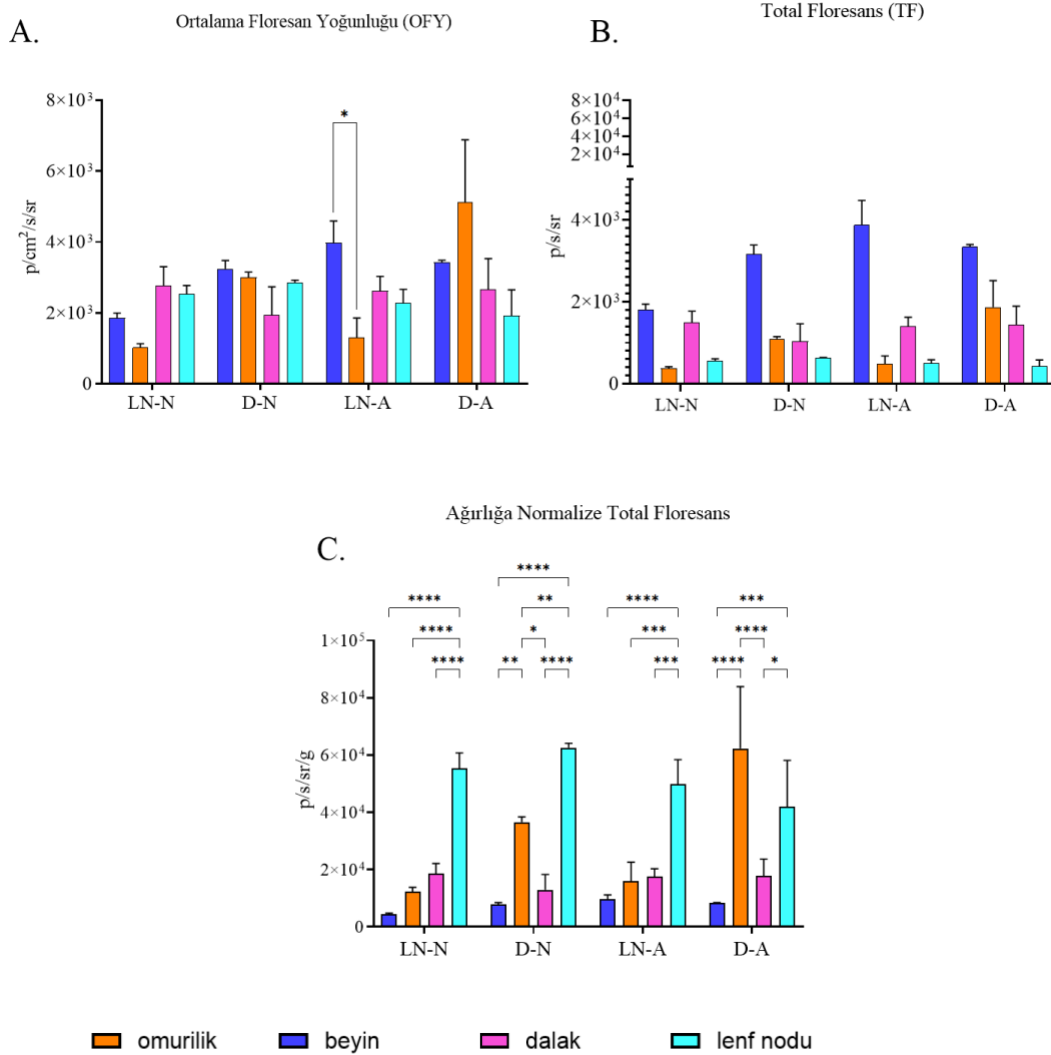 Ortalama Floresan Yoğunluğu (OFY)
A.
8×10³
6×10³
4×10³
2×10³
0
p/cm²/s/sr
*
LN-N D-N LN-A D-A
Total Floresans (TF)
B.
8×10⁴
6×10⁴
4×10⁴
2×10⁴
4×10³
2×10³
0
p/s/sr
LN-N D-N LN-A D-A
Ağırlığa Normalize Total Floresans
C.
**** **** **** ***
**** ** *** ****
**** * *** *
** **** ****
1×10⁵
8×10⁴
6×10⁴
4×10⁴
2×10⁴
0
p/s/sr/g
LN-N D-N LN-A D-A
omurilik beyin dalak lenf nodu